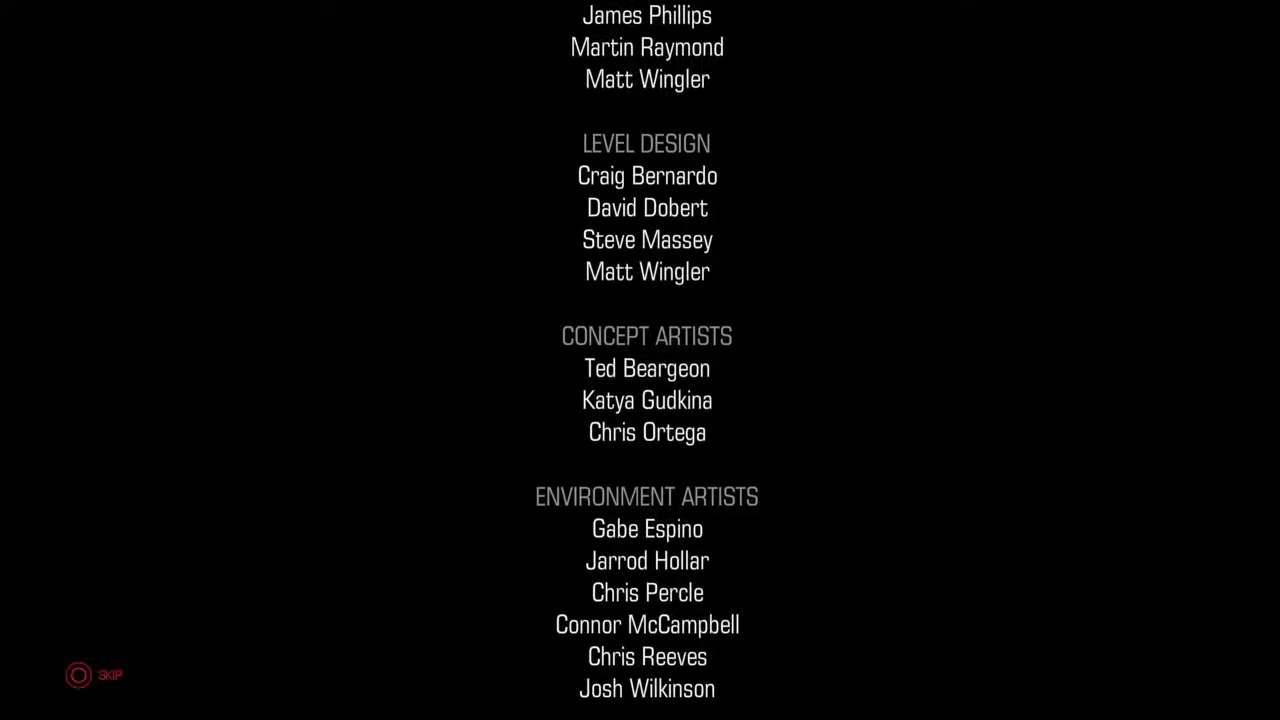 James Phillips
Martin Raymond
Matt Wingler
LEVEL DESIGN
Craig Bernardo
David Dobert
Steve Massey
Matt Wingler
CONCEPT ARTISTS
Ted Beargeon
Katya Gudkina
Chris Ortega
ENVIRONMENT ARTISTS
Gabe Espino
Jarrod Hollar
Chris Percle
Connor McCampbell
Chris Reeves
Josh Wilkinson
SKIP